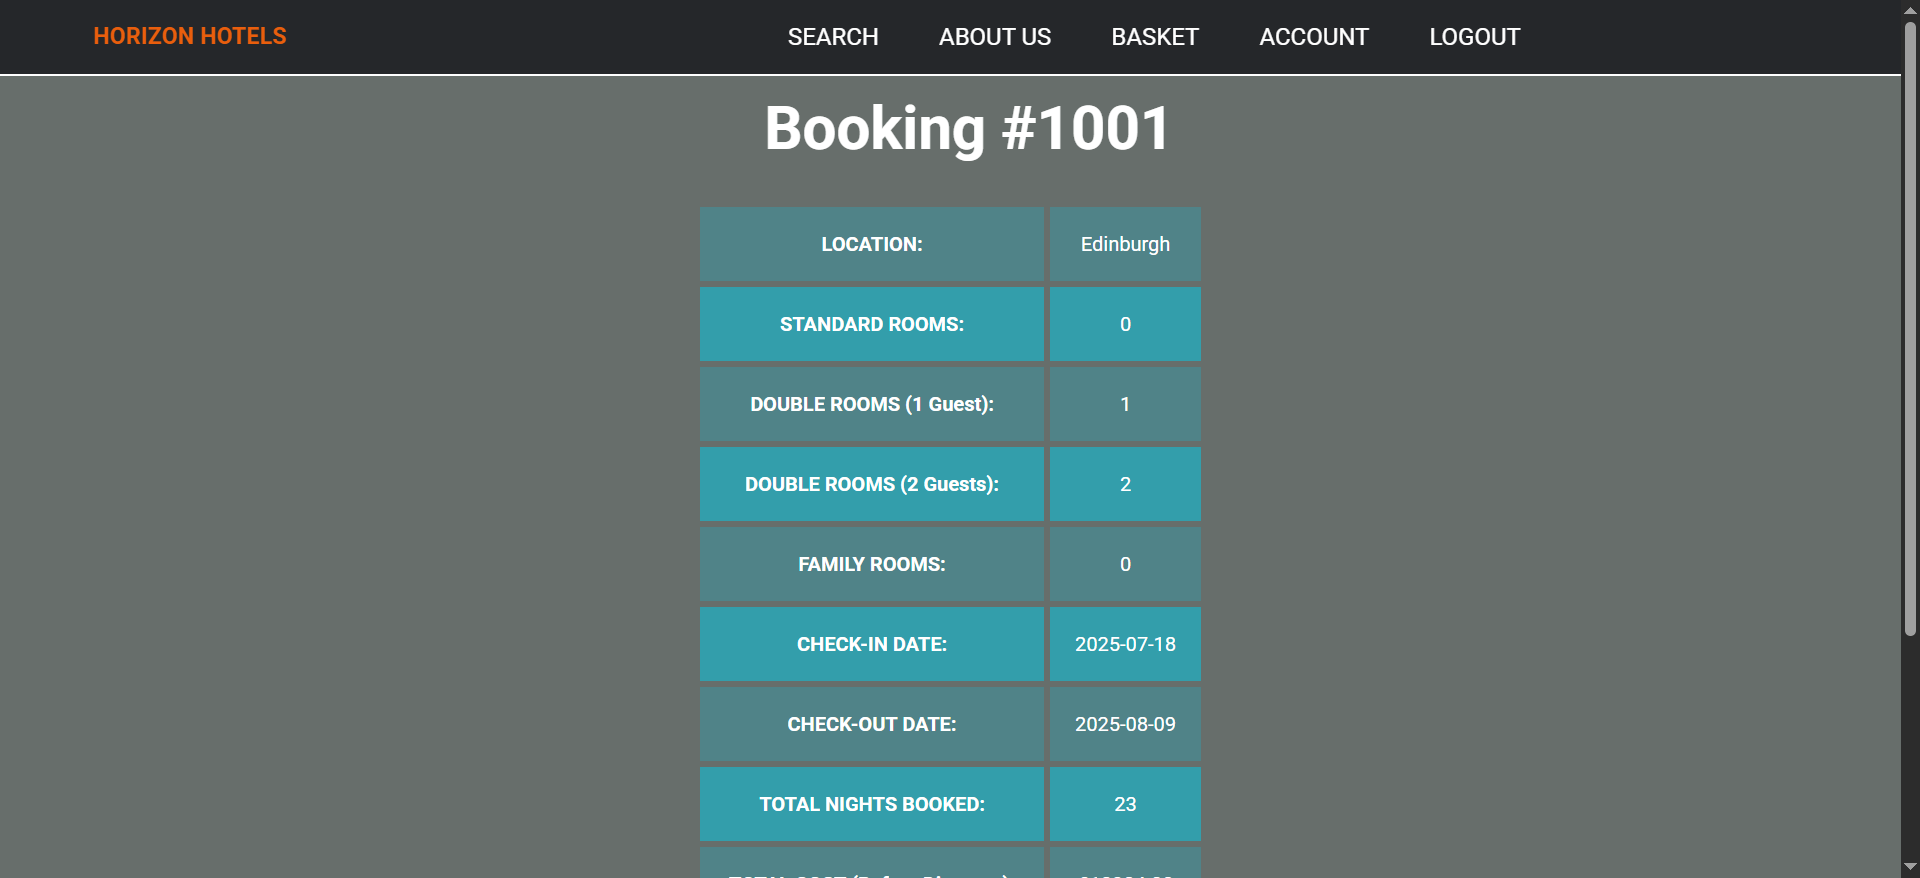 HORIZON HOTELS SEARCH ABOUT US BASKET ACCOUNT LOGOUT
Booking #1001
LOCATION: Edinburgh
STANDARD ROOMS: 0
DOUBLE ROOMS (1 Guest): 1
DOUBLE ROOMS (2 Guests): 2
FAMILY ROOMS: 0
CHECK-IN DATE: 2025-07-18
CHECK-OUT DATE: 2025-08-09
TOTAL NIGHTS BOOKED: 23